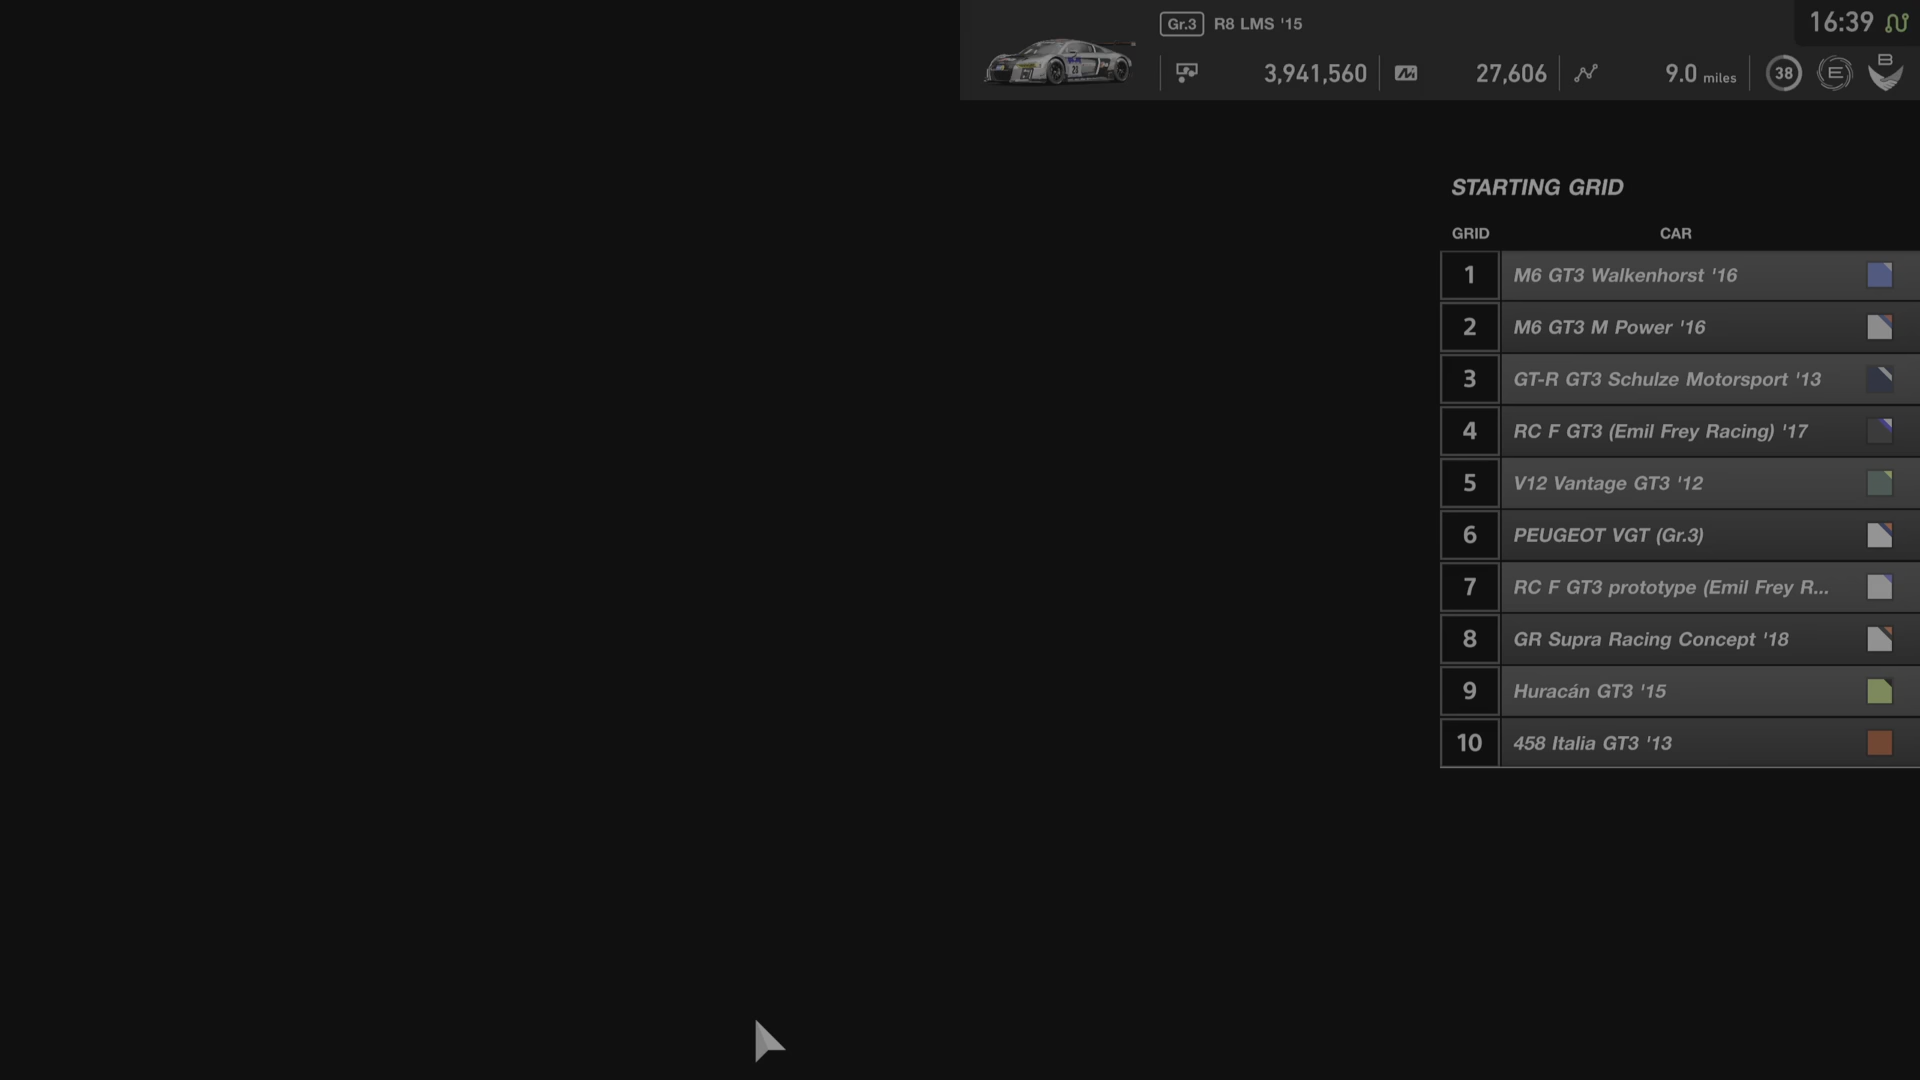 Gr.3 R8 LMS '15
16:39
3,941,560
27,606
9.0 miles
38
E
B
STARTING GRID
GRID CAR
1 M6 GT3 Walkenhorst '16
2 M6 GT3 M Power '16
3 GT-R GT3 Schulze Motorsport '13
4 RC F GT3 (Emil Frey Racing) '17
5 V12 Vantage GT3 '12
6 PEUGEOT VGT (Gr.3)
7 RC F GT3 prototype (Emil Frey R...
8 GR Supra Racing Concept '18
9 Huracán GT3 '15
10 458 Italia GT3 '13